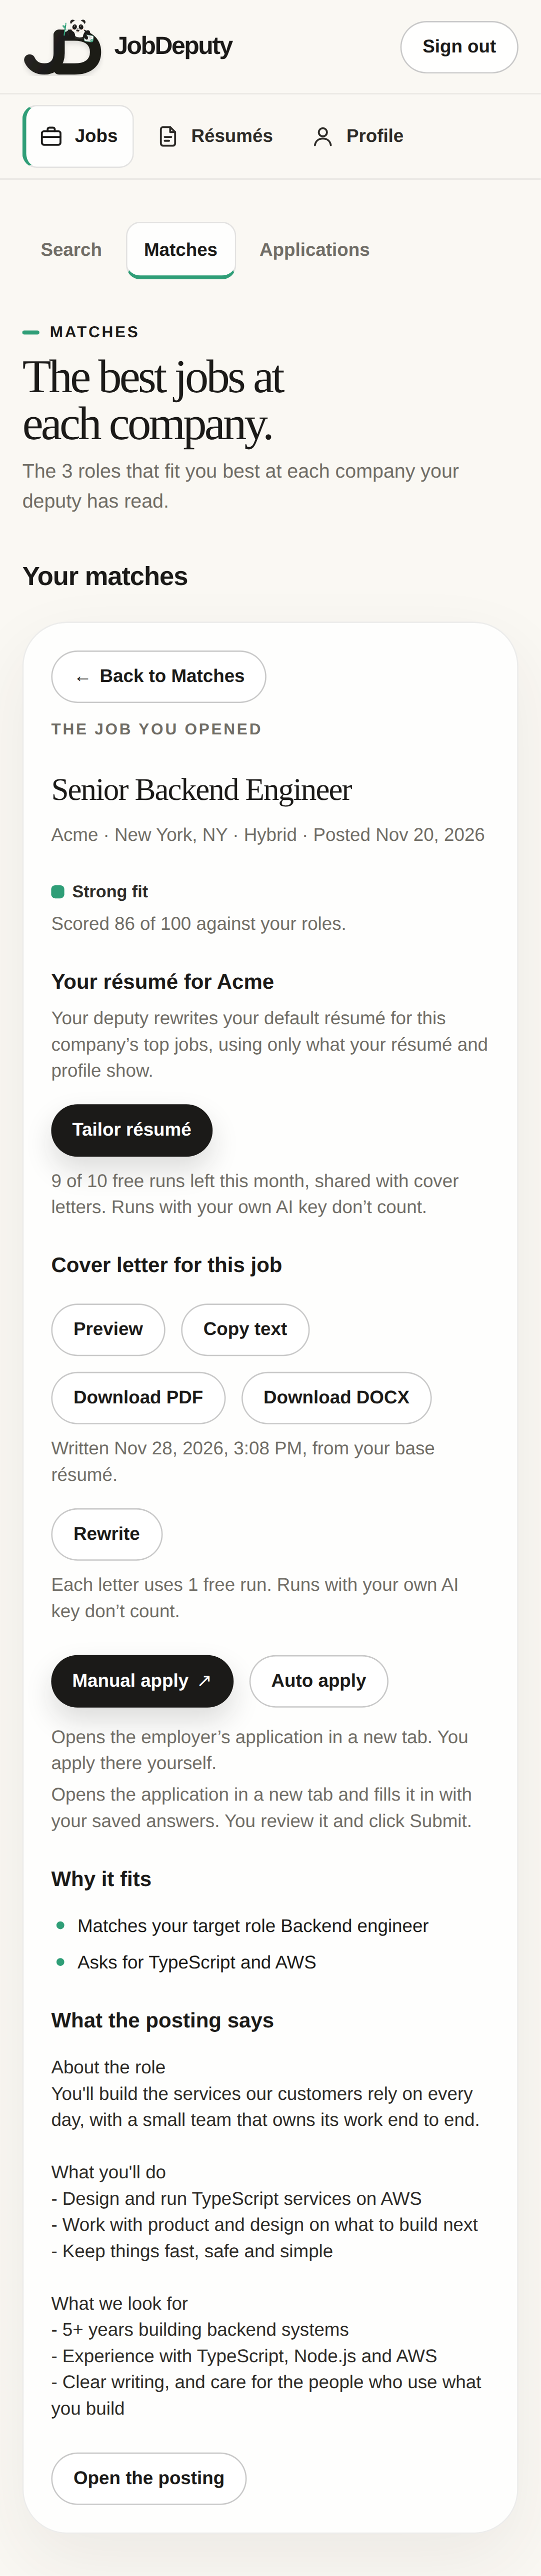 JobDeputy
Sign out
Jobs
Résumés
Profile
Search
Matches
Applications
MATCHES
The best jobs at
each company.
The 3 roles that fit you best at each company your
deputy has read.
Your matches
← Back to Matches
THE JOB YOU OPENED
Senior Backend Engineer
Acme · New York, NY · Hybrid · Posted Nov 20, 2026
Strong fit
Scored 86 of 100 against your roles.
Your résumé for Acme
Your deputy rewrites your default résumé for this
company’s top jobs, using only what your résumé and
profile show.
Tailor résumé
9 of 10 free runs left this month, shared with cover
letters. Runs with your own AI key don’t count.
Cover letter for this job
Preview
Copy text
Download PDF
Download DOCX
Written Nov 28, 2026, 3:08 PM, from your base
résumé.
Rewrite
Each letter uses 1 free run. Runs with your own AI
key don’t count.
Manual apply ↗
Auto apply
Opens the employer’s application in a new tab. You
apply there yourself.
Opens the application in a new tab and fills it in with
your saved answers. You review it and click Submit.
Why it fits
Matches your target role Backend engineer
Asks for TypeScript and AWS
What the posting says
About the role
You'll build the services our customers rely on every
day, with a small team that owns its work end to end.
What you'll do
- Design and run TypeScript services on AWS
- Work with product and design on what to build next
- Keep things fast, safe and simple
What we look for
- 5+ years building backend systems
- Experience with TypeScript, Node.js and AWS
- Clear writing, and care for the people who use what
you build
Open the posting